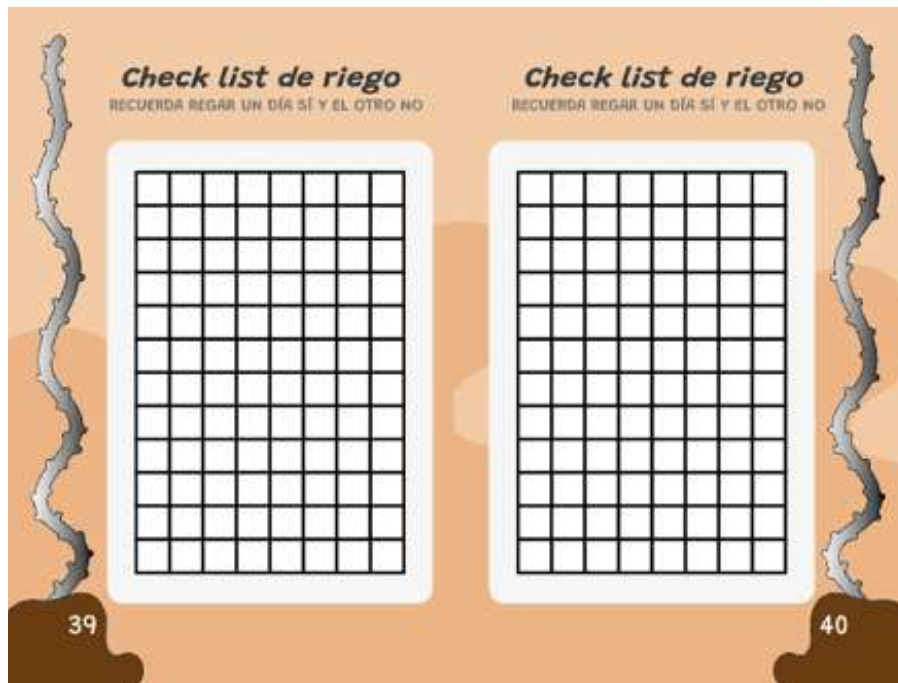 Check list de riego
RECUERDA REGAR UN DÍA SÍ Y EL OTRO NO
39
Check list de riego
RECUERDA REGAR UN DÍA SÍ Y EL OTRO NO
40